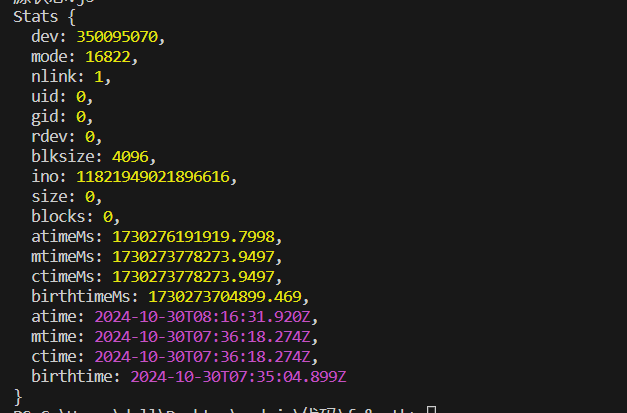 Stats {
  dev: 350095070,
  mode: 16822,
  nlink: 1,
  uid: 0,
  gid: 0,
  rdev: 0,
  blksize: 4096,
  ino: 11821949021896616,
  size: 0,
  blocks: 0,
  atimeMs: 1730276191919.7998,
  mtimeMs: 1730273778273.9497,
  ctimeMs: 1730273778273.9497,
  birthtimeMs: 1730273704899.469,
  atime: 2024-10-30T08:16:31.920Z,
  mtime: 2024-10-30T07:36:18.274Z,
  ctime: 2024-10-30T07:36:18.274Z,
  birthtime: 2024-10-30T07:35:04.899Z
}